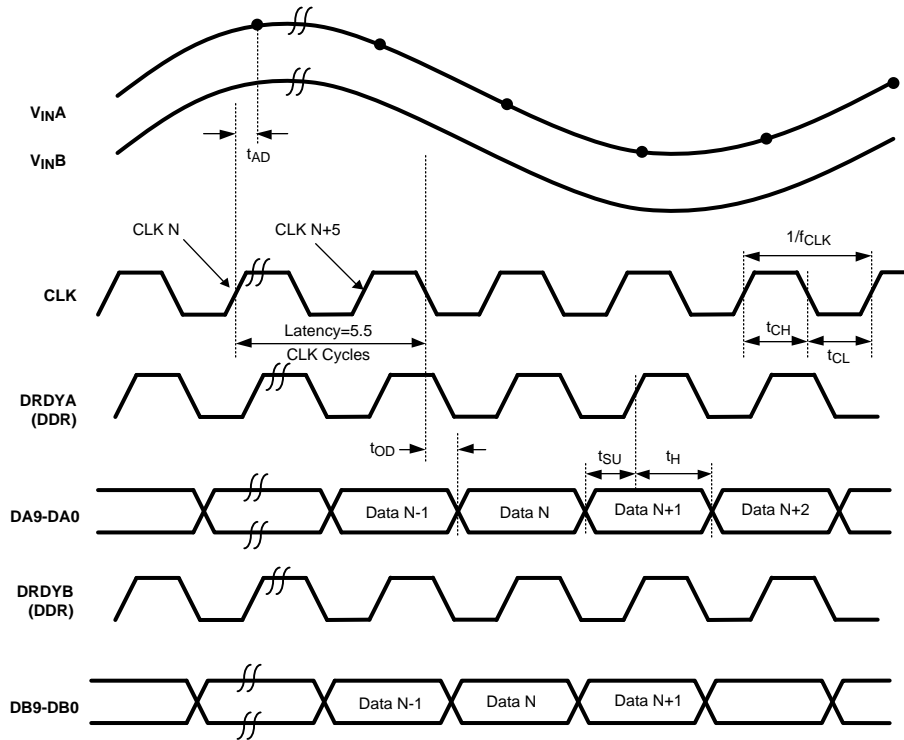 VINA
tAD
VINB
CLK N
CLK N+5
1/fCLK
CLK
Latency=5.5
CLK Cycles
tCH
tCL
DRDYA
(DDR)
tOD
tSU
tH
DA9-DA0
Data N-1
Data N
Data N+1
Data N+2
DRDYB
(DDR)
DB9-DB0
Data N-1
Data N
Data N+1